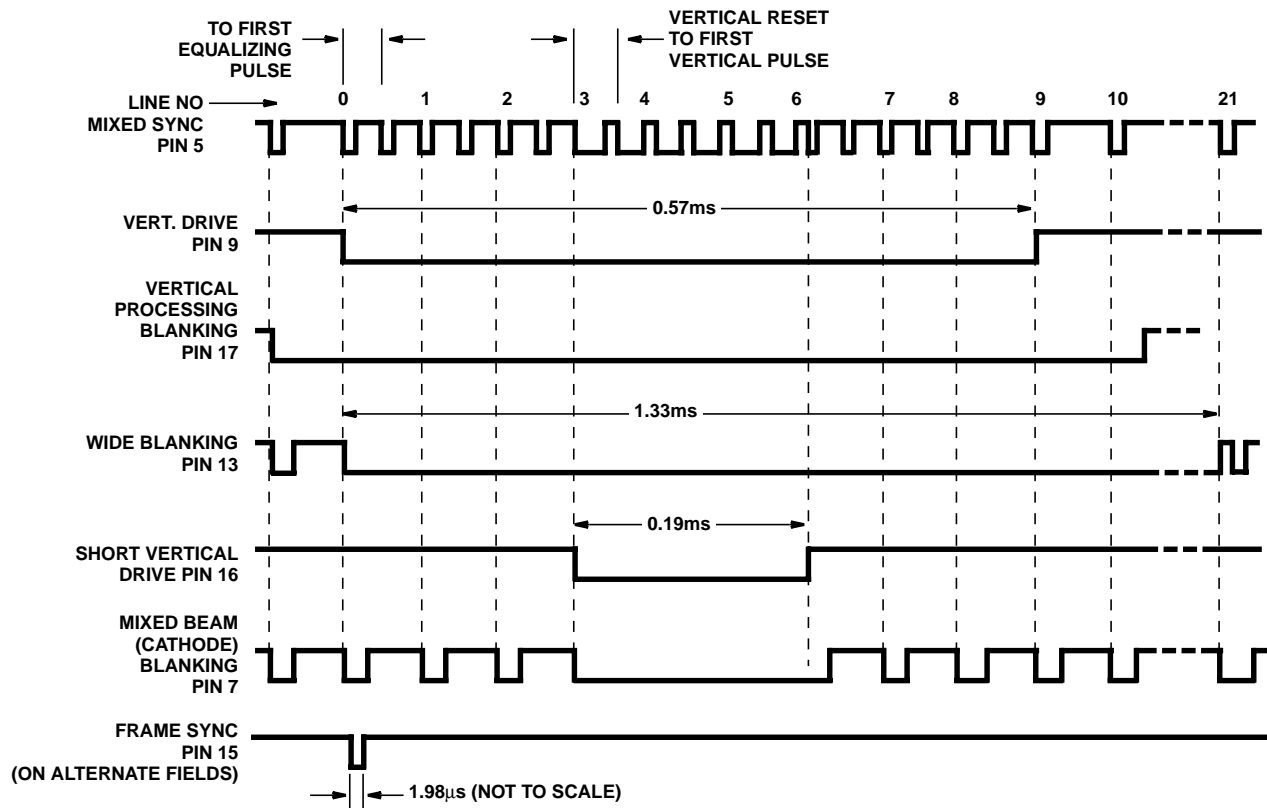 TO FIRST
EQUALIZING
PULSE
VERTICAL RESET
TO FIRST
VERTICAL PULSE
LINE NO
0 1 2 3 4 5 6 7 8 9 10 21
MIXED SYNC
PIN 5
0.57ms
VERT. DRIVE
PIN 9
VERTICAL
PROCESSING
BLANKING
PIN 17
1.33ms
WIDE BLANKING
PIN 13
0.19ms
SHORT VERTICAL
DRIVE PIN 16
MIXED BEAM
(CATHODE)
BLANKING
PIN 7
FRAME SYNC
PIN 15
(ON ALTERNATE FIELDS)
1.98μs (NOT TO SCALE)